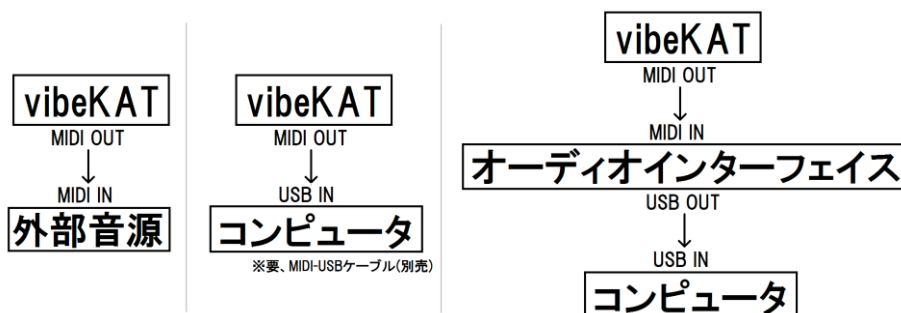 vibeKAT
MIDI OUT
MIDI IN
外部音源
vibeKAT
MIDI OUT
USB IN
コンピュータ
※要、MIDI-USBケーブル(別売)
vibeKAT
MIDI OUT
MIDI IN
オーディオインターフェイス
USB OUT
USB IN
コンピュータ